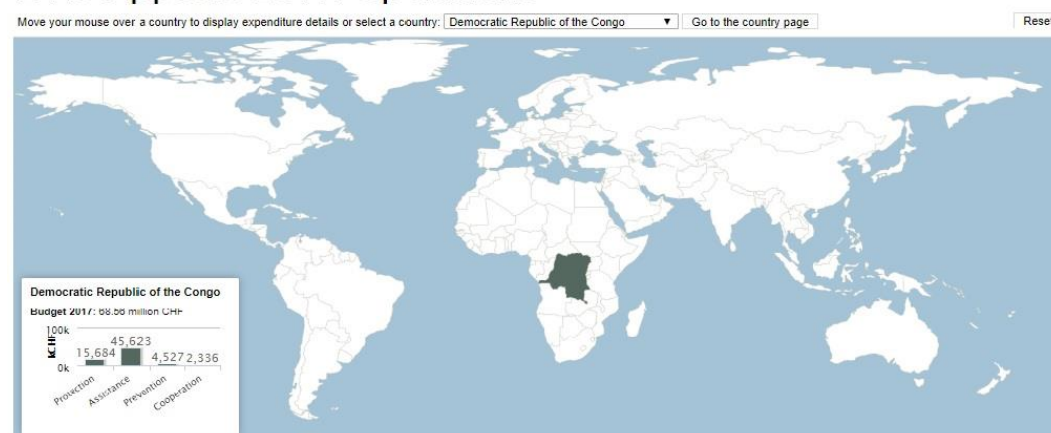 Move your mouse over a country to display expenditure details or select a country: Democratic Republic of the Congo ▼ Go to the country page Reset
Democratic Republic of the Congo
Budget 2017: 68.56 million CHF
100k
kCHF
0k
15,684
45,623
4,527
2,336
Protection
Assistance
Prevention
Cooperation